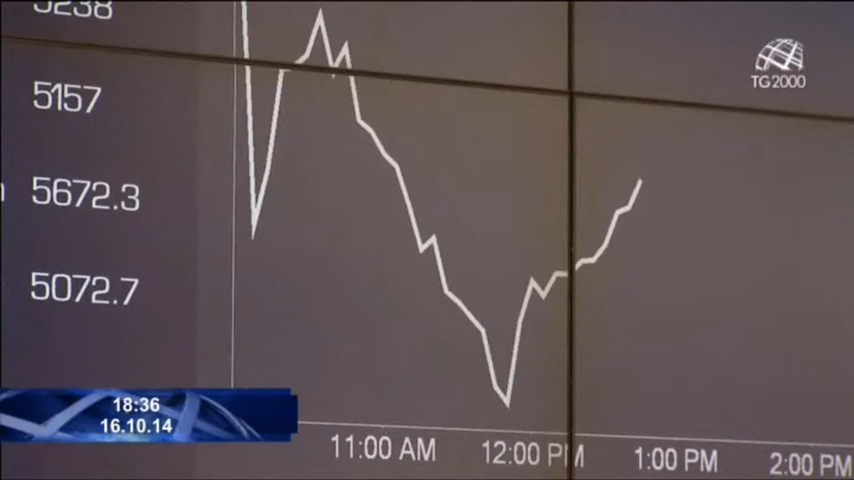 5238
TG2000
5157
5672.3
5072.7
18:36
16.10.14
11:00 AM
12:00 PM
1:00 PM
2:00 PM